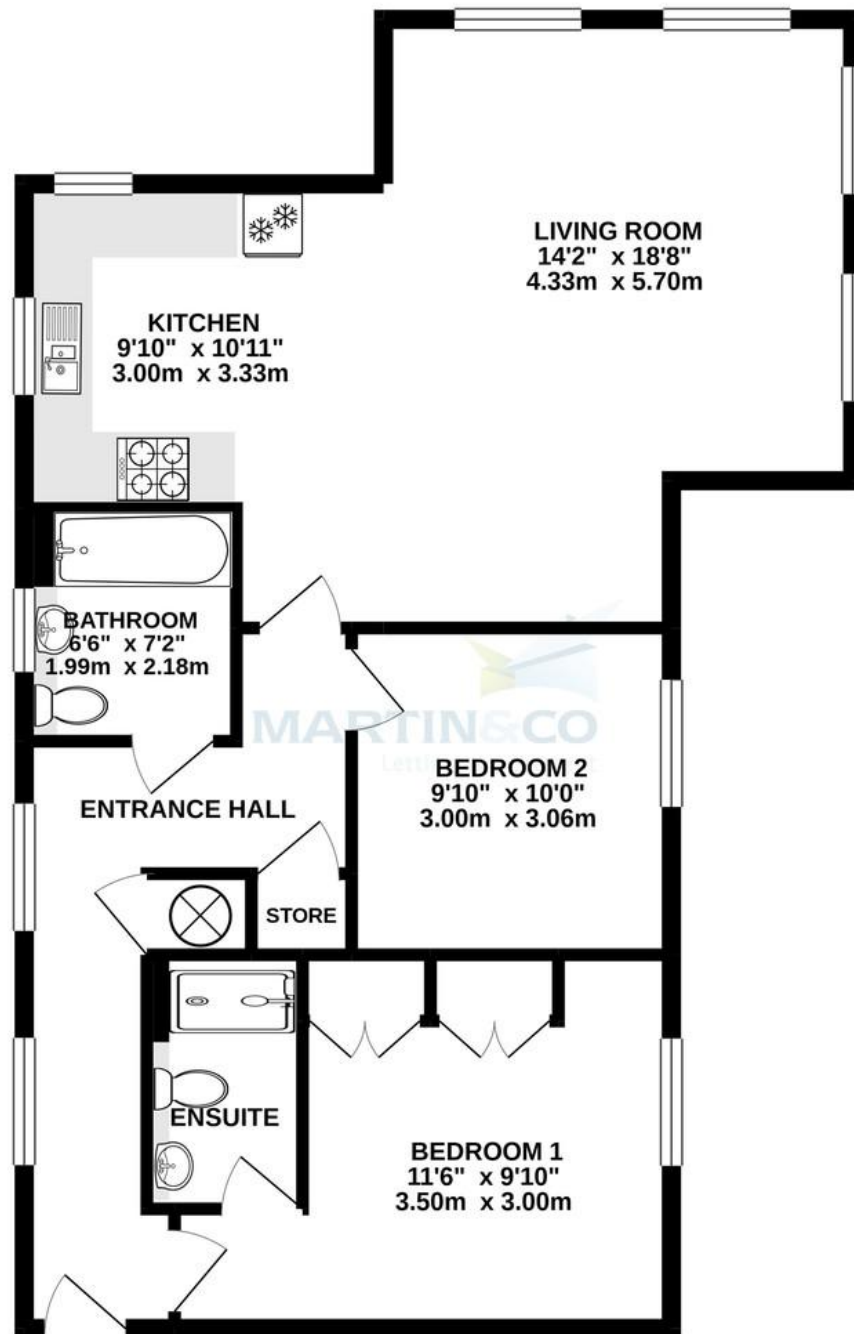 LIVING ROOM
14'2" x 18'8"
4.33m x 5.70m
KITCHEN
9'10" x 10'11"
3.00m x 3.33m
BATHROOM
6'6" x 7'2"
1.99m x 2.18m
MARTIN&CO
BEDROOM 2
9'10" x 10'0"
3.00m x 3.06m
ENTRANCE HALL
STORE
ENSUITE
BEDROOM 1
11'6" x 9'10"
3.50m x 3.00m